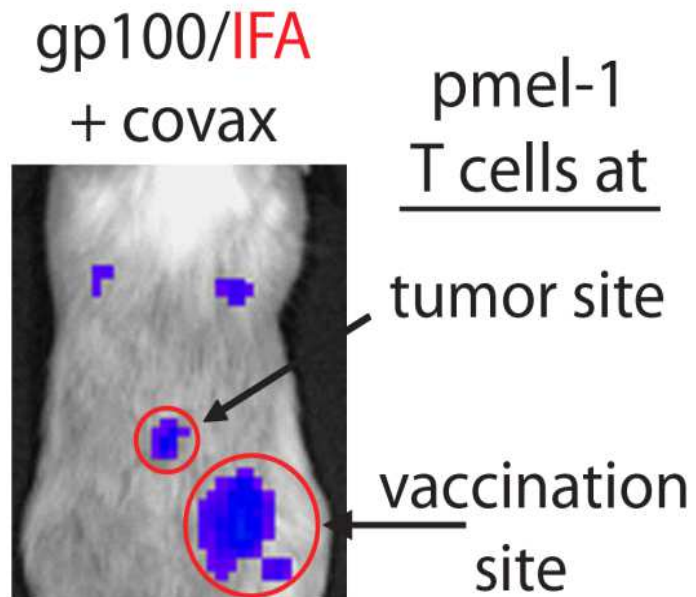 gp100/IFA
+ covax
pmel-1
T cells at
tumor site
vaccination
site